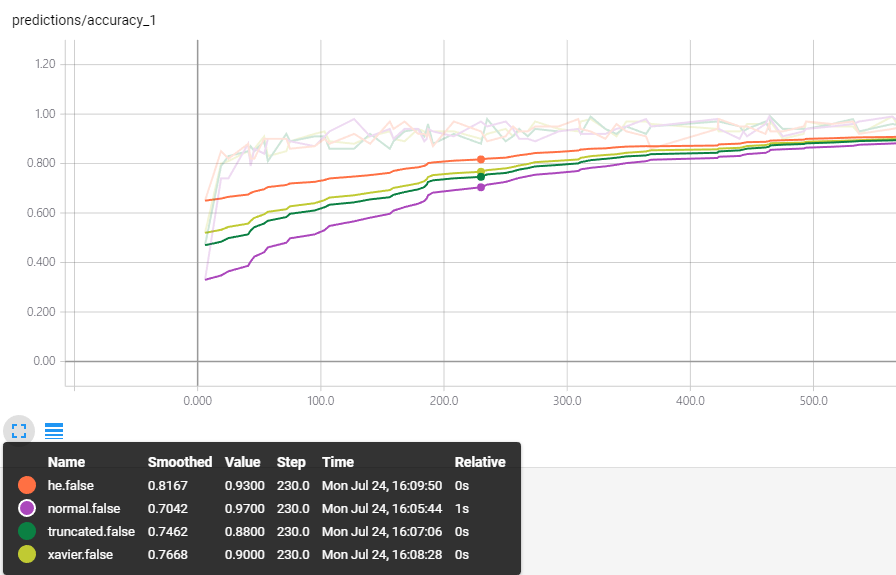 predictions/accuracy_1
1.20
1.00
0.800
0.600
0.400
0.200
0.00
0.000 100.0 200.0 300.0 400.0 500.0
Name Smoothed Value Step Time Relative
he.false 0.8167 0.9300 230.0 Mon Jul 24, 16:09:50 0s
normal.false 0.7042 0.9700 230.0 Mon Jul 24, 16:05:44 1s
truncated.false 0.7462 0.8800 230.0 Mon Jul 24, 16:07:06 0s
xavier.false 0.7668 0.9000 230.0 Mon Jul 24, 16:08:28 0s